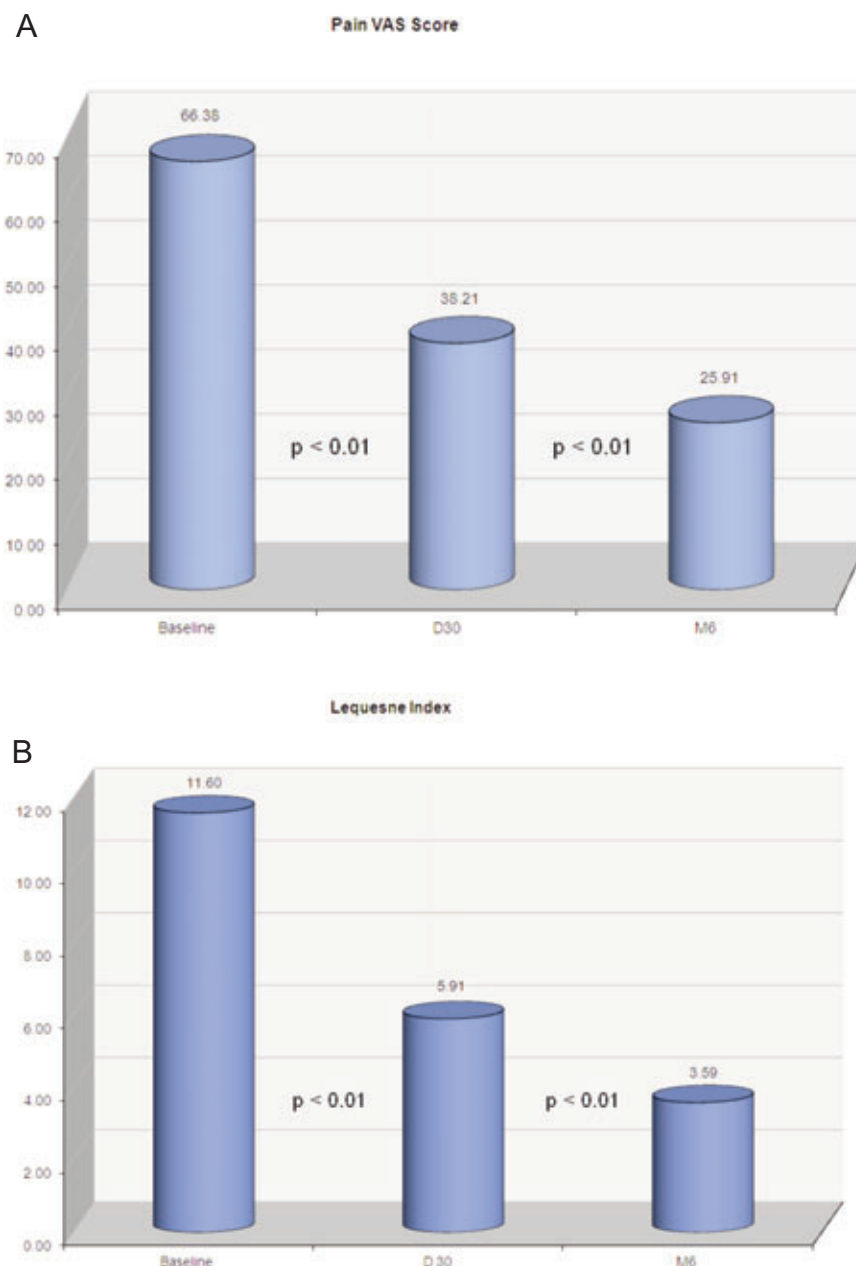 A
Pain VAS Score
66.38
70.00
60.00
50.00
40.00
30.00
20.00
10.00
0.00
38.21
25.91
p < 0.01
p < 0.01
Baseline
D30
M6
Lequesne Index
B
11.60
12.00
10.00
8.00
6.00
4.00
2.00
0.00
5.91
3.59
p < 0.01
p < 0.01
Baseline
D30
M6